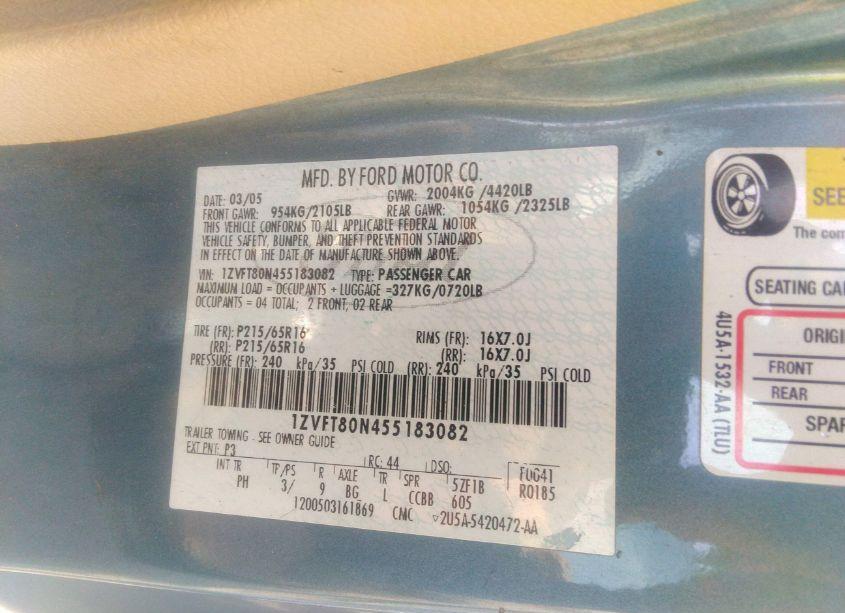 MFD. BY FORD MOTOR CO.
DATE: 03/05 GVWR: 2004KG /4420LB
FRONT GAWR: 954KG/2105LB REAR GAWR: 1054KG /2325LB
THIS VEHICLE CONFORMS TO ALL APPLICABLE FEDERAL MOTOR
VEHICLE SAFETY, BUMPER, AND THEFT PREVENTION STANDARDS
IN EFFECT ON THE DATE OF MANUFACTURE SHOWN ABOVE.
VIN: 1ZVFT80N455183082 TYPE: PASSENGER CAR
MAXIMUM LOAD = OCCUPANTS + LUGGAGE =327KG/0720LB
OCCUPANTS : 04 TOTAL; 2 FRONT, 02 REAR
TIRE (FR): P215/65R16 RIMS (FR): 16X7.0J
(RR): P215/65R16 (RR): 16X7.0J
PRESSURE (FR): 240 kPa/35 PSI COLD (RR): 240 kPa/35 PSI COLD
1ZVFT80N455183082
TRAILER TOWING - SEE OWNER GUIDE
EXT PNT: P3 RC: 44 DSO: F0G41
INT TR TP/PS R AXLE TR SPR 5ZF1B R0185
PH 3/ 9 BG L CCBB 605
1200503161869 CMC ▽2U5A-5420472-AA
SEE
The com
SEATING CA
ORIGI
FRONT
REAR
SPAR
4U5A-1532-AA (TLU)